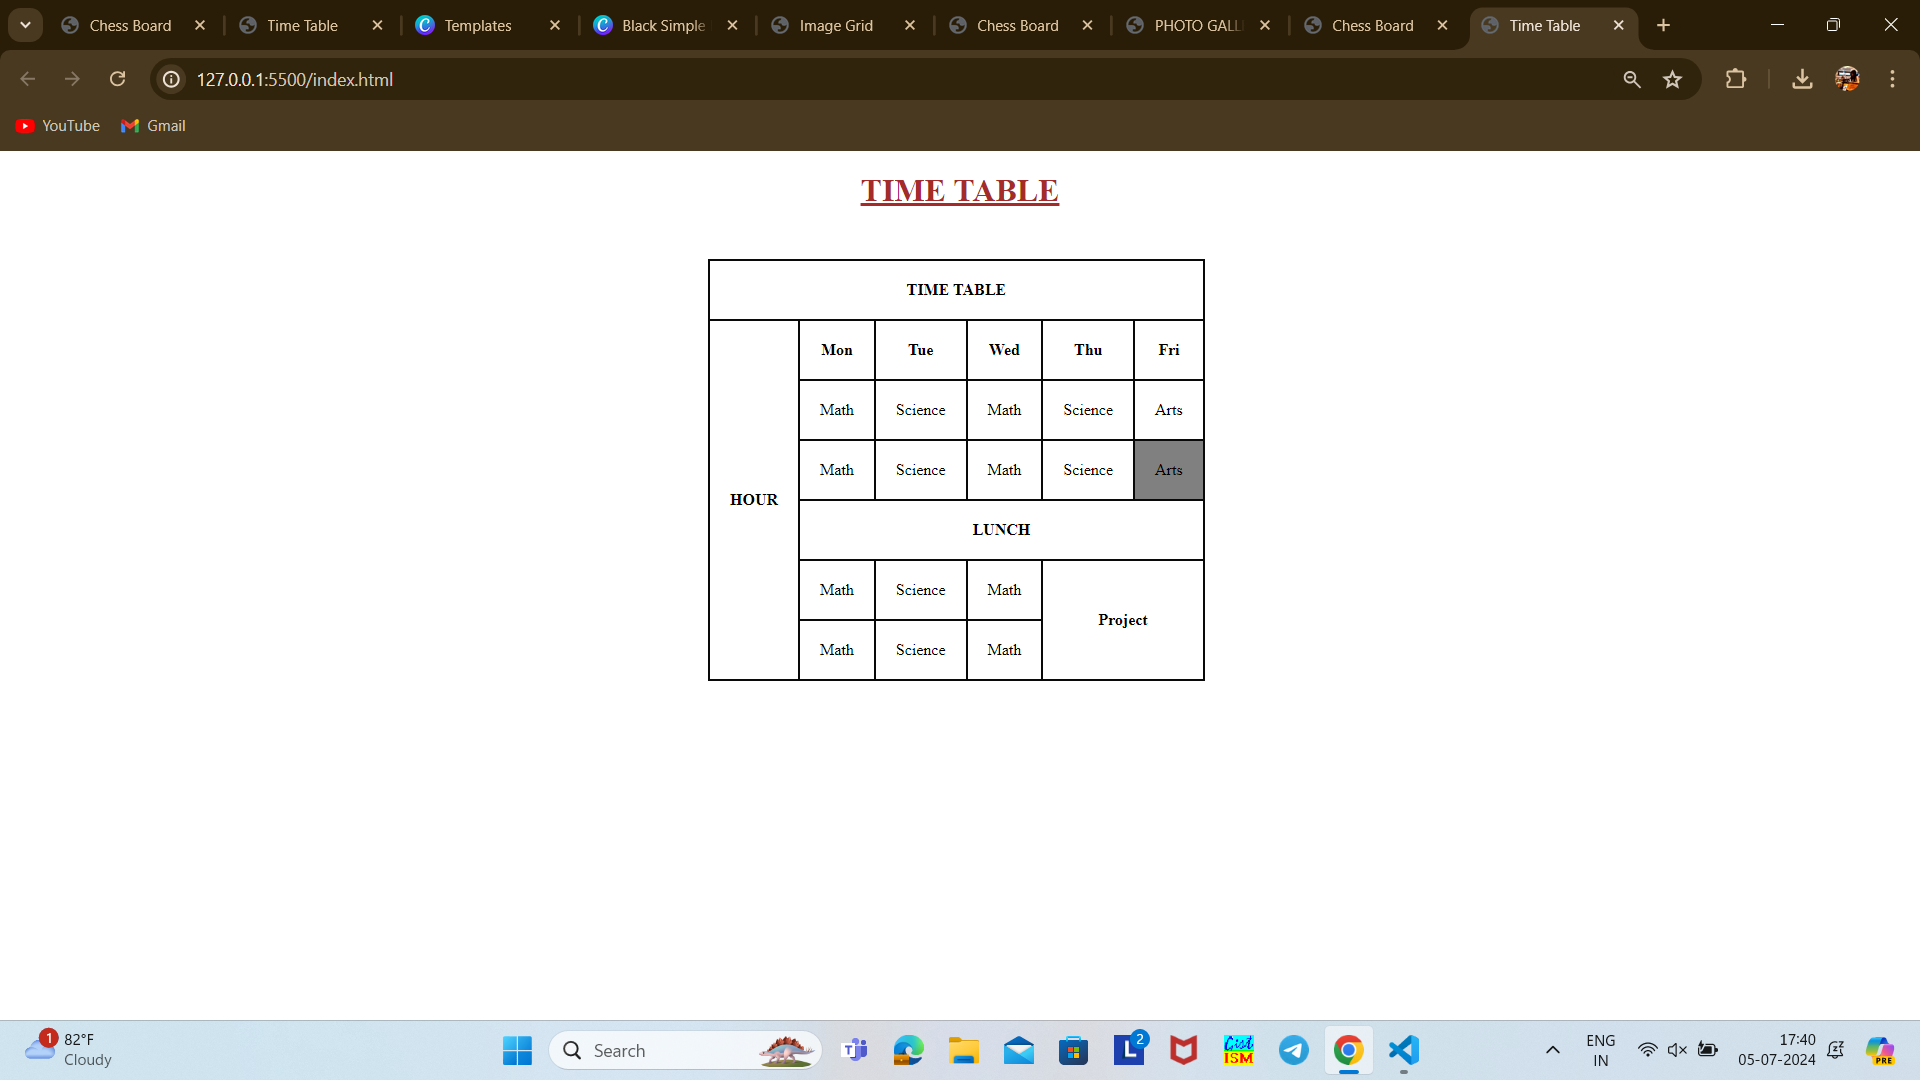 Chess Board
Time Table
Templates
Black Simple
Image Grid
Chess Board
PHOTO GALL
Chess Board
Time Table
127.0.0.1:5500/index.html
YouTube
Gmail
TIME TABLE
TIME TABLE
HOUR
Mon Tue Wed Thu Fri
Math Science Math Science Arts
Math Science Math Science Arts
LUNCH
Math Science Math
Project
Math Science Math
1
82°F
Cloudy
Search
T
L
2
Cist
ISM
ENG
IN
17:40
05-07-2024
PRE